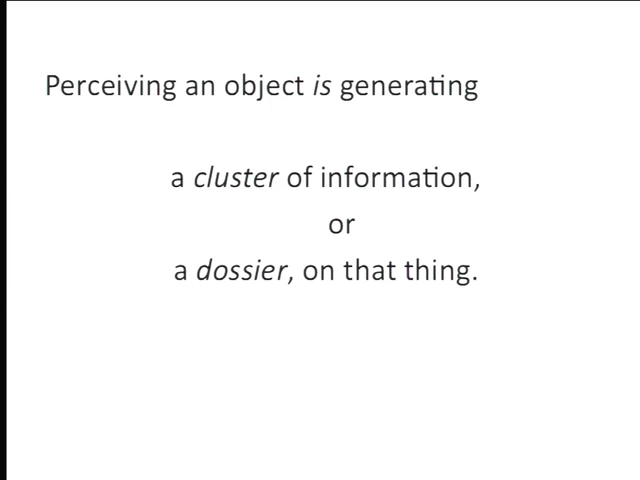 Perceiving an object is generating
a cluster of information,
or
a dossier, on that thing.